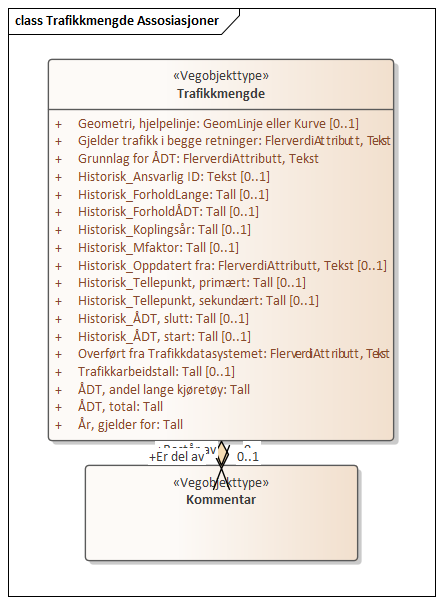 class Trafikkmengde Assosiasjoner
«Vegobjekttype»
Trafikkmengde
+ Geometri, hjelpelinje: GeomLinje eller Kurve [0..1]
+ Gjelder trafikk i begge retninger: FlerverdiAttributt, Tekst
+ Grunnlag for ÅDT: FlerverdiAttributt, Tekst
+ Historisk_Ansvarlig ID: Tekst [0..1]
+ Historisk_ForholdLange: Tall [0..1]
+ Historisk_ForholdÅDT: Tall [0..1]
+ Historisk_Koplingsår: Tall [0..1]
+ Historisk_Mfaktor: Tall [0..1]
+ Historisk_Oppdatert fra: FlerverdiAttributt, Tekst [0..1]
+ Historisk_Tellepunkt, primært: Tall [0..1]
+ Historisk_Tellepunkt, sekundært: Tall [0..1]
+ Historisk_ÅDT, slutt: Tall [0..1]
+ Historisk_ÅDT, start: Tall [0..1]
+ Overført fra Trafikkdatasystemet: FlerverdiAttributt, Tekst
+ Trafikkarbeidstall: Tall [0..1]
+ ÅDT, andel lange kjøretøy: Tall
+ ÅDT, total: Tall
+ År, gjelder for: Tall
+Er del av 0..1
«Vegobjekttype»
Kommentar